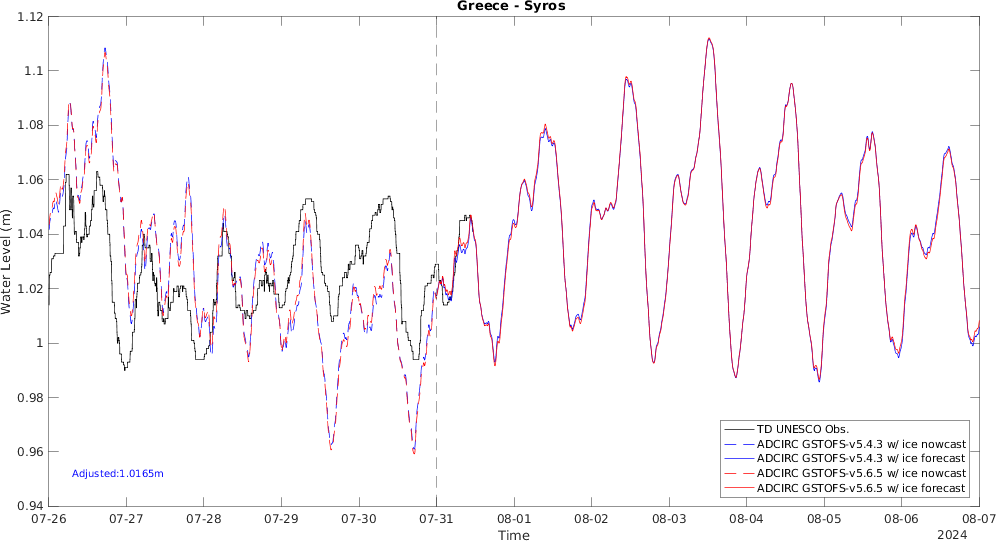 Greece - Syros
Water Level (m)
1.12
1.1
1.08
1.06
1.04
1.02
1
0.98
0.96
0.94
Adjusted:1.0165m
TD UNESCO Obs.
ADCIRC GSTOFS-v5.4.3 w/ ice nowcast
ADCIRC GSTOFS-v5.4.3 w/ ice forecast
ADCIRC GSTOFS-v5.6.5 w/ ice nowcast
ADCIRC GSTOFS-v5.6.5 w/ ice forecast
07-26 07-27 07-28 07-29 07-30 07-31 08-01 08-02 08-03 08-04 08-05 08-06 08-07
Time
2024